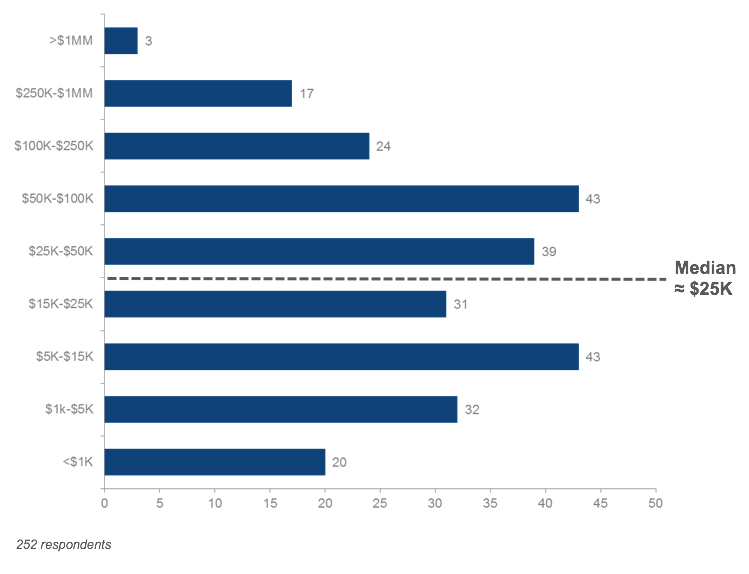 >$1MM 3
$250K-$1MM 17
$100K-$250K 24
$50K-$100K 43
$25K-$50K 39
Median
≈ $25K
$15K-$25K 31
$5K-$15K 43
$1k-$5K 32
<$1K 20
0 5 10 15 20 25 30 35 40 45 50
252 respondents